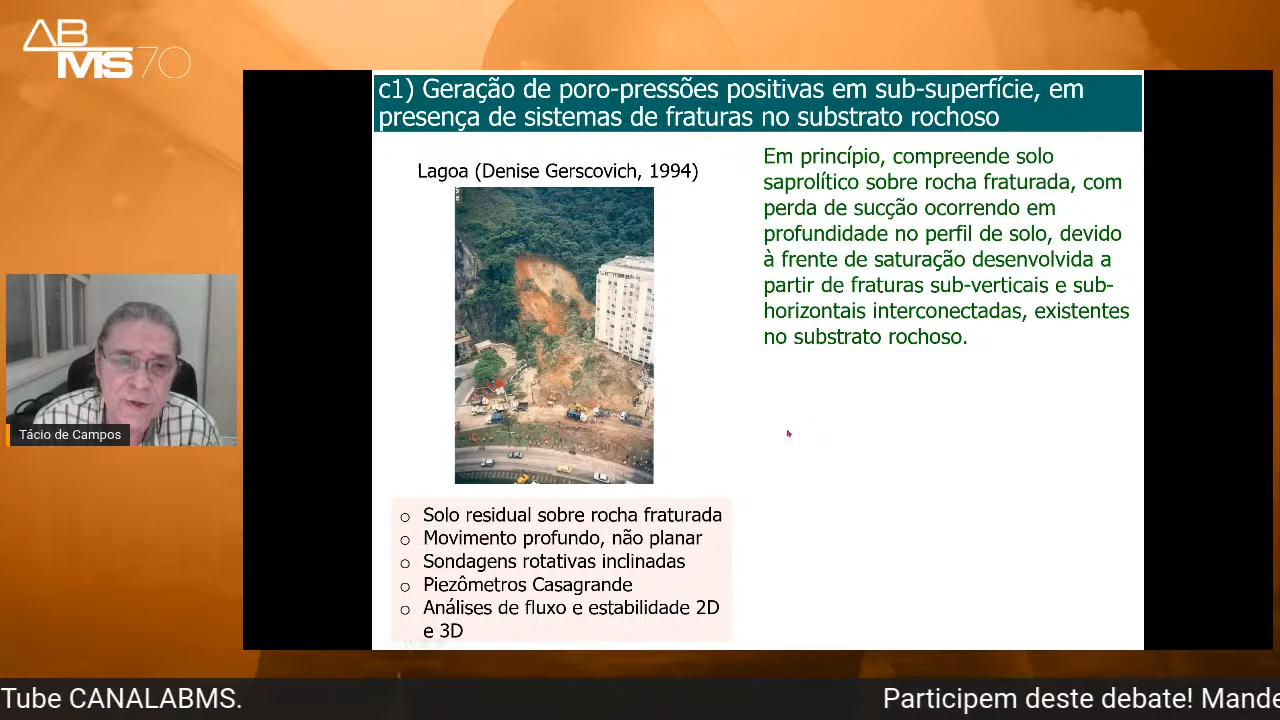 ABMS70
c1) Geração de poro-pressões positivas em sub-superfície, em
presença de sistemas de fraturas no substrato rochoso
Lagoa (Denise Gerscovich, 1994)
Em princípio, compreende solo
saprolítico sobre rocha fraturada, com
perda de sucção ocorrendo em
profundidade no perfil de solo, devido
à frente de saturação desenvolvida a
partir de fraturas sub-verticais e sub-
horizontais interconectadas, existentes
no substrato rochoso.
o Solo residual sobre rocha fraturada
o Movimento profundo, não planar
o Sondagens rotativas inclinadas
o Piezômetros Casagrande
o Análises de fluxo e estabilidade 2D
e 3D
Tácio de Campos
Tube CANALABMS.
Participem deste debate! Mande